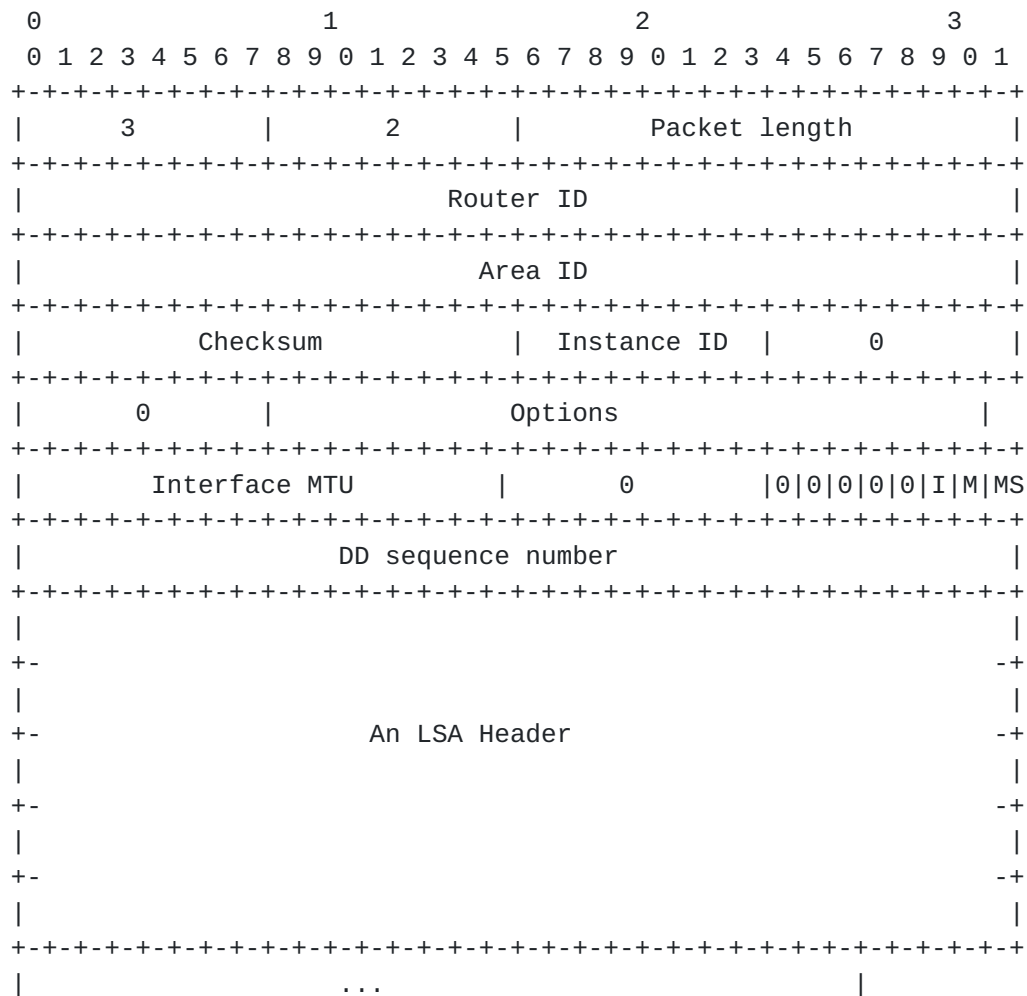 0                   1                   2                   3
 0 1 2 3 4 5 6 7 8 9 0 1 2 3 4 5 6 7 8 9 0 1 2 3 4 5 6 7 8 9 0 1
+-+-+-+-+-+-+-+-+-+-+-+-+-+-+-+-+-+-+-+-+-+-+-+-+-+-+-+-+-+-+-+-+
|      3        |       2       |        Packet length          |
+-+-+-+-+-+-+-+-+-+-+-+-+-+-+-+-+-+-+-+-+-+-+-+-+-+-+-+-+-+-+-+-+
|                           Router ID                           |
+-+-+-+-+-+-+-+-+-+-+-+-+-+-+-+-+-+-+-+-+-+-+-+-+-+-+-+-+-+-+-+-+
|                             Area ID                           |
+-+-+-+-+-+-+-+-+-+-+-+-+-+-+-+-+-+-+-+-+-+-+-+-+-+-+-+-+-+-+-+-+
|           Checksum            |  Instance ID  |      0        |
+-+-+-+-+-+-+-+-+-+-+-+-+-+-+-+-+-+-+-+-+-+-+-+-+-+-+-+-+-+-+-+-+
|       0       |               Options                       |
+-+-+-+-+-+-+-+-+-+-+-+-+-+-+-+-+-+-+-+-+-+-+-+-+-+-+-+-+-+-+-+-+
|        Interface MTU         |       0        |0|0|0|0|0|I|M|MS
+-+-+-+-+-+-+-+-+-+-+-+-+-+-+-+-+-+-+-+-+-+-+-+-+-+-+-+-+-+-+-+-+
|                    DD sequence number                         |
+-+-+-+-+-+-+-+-+-+-+-+-+-+-+-+-+-+-+-+-+-+-+-+-+-+-+-+-+-+-+-+-+
|                                                               |
+-                                                             -+
|                                                               |
+-                     An LSA Header                           -+
|                                                               |
+-                                                             -+
|                                                               |
+-                                                             -+
|                                                               |
+-+-+-+-+-+-+-+-+-+-+-+-+-+-+-+-+-+-+-+-+-+-+-+-+-+-+-+-+-+-+-+-+
|                    ...                              |